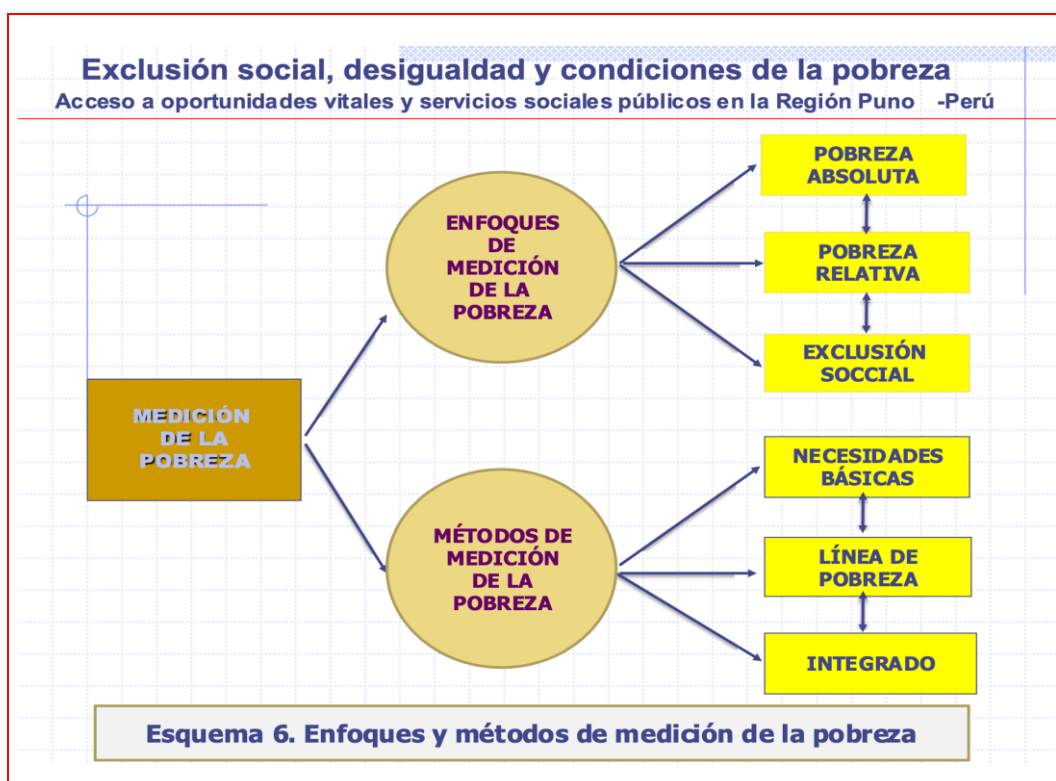 Exclusión social, desigualdad y condiciones de la pobreza
Acceso a oportunidades vitales y servicios sociales públicos en la Región Puno -Perú
MEDICIÓN
DE LA
POBREZA
ENFOQUES
DE
MEDICIÓN
DE LA
POBREZA
POBREZA
ABSOLUTA
POBREZA
RELATIVA
EXCLUSIÓN
SOCCIAL
MÉTODOS DE
MEDICIÓN
DE LA
POBREZA
NECESIDADES
BÁSICAS
LÍNEA DE
POBREZA
INTEGRADO
Esquema 6. Enfoques y métodos de medición de la pobreza